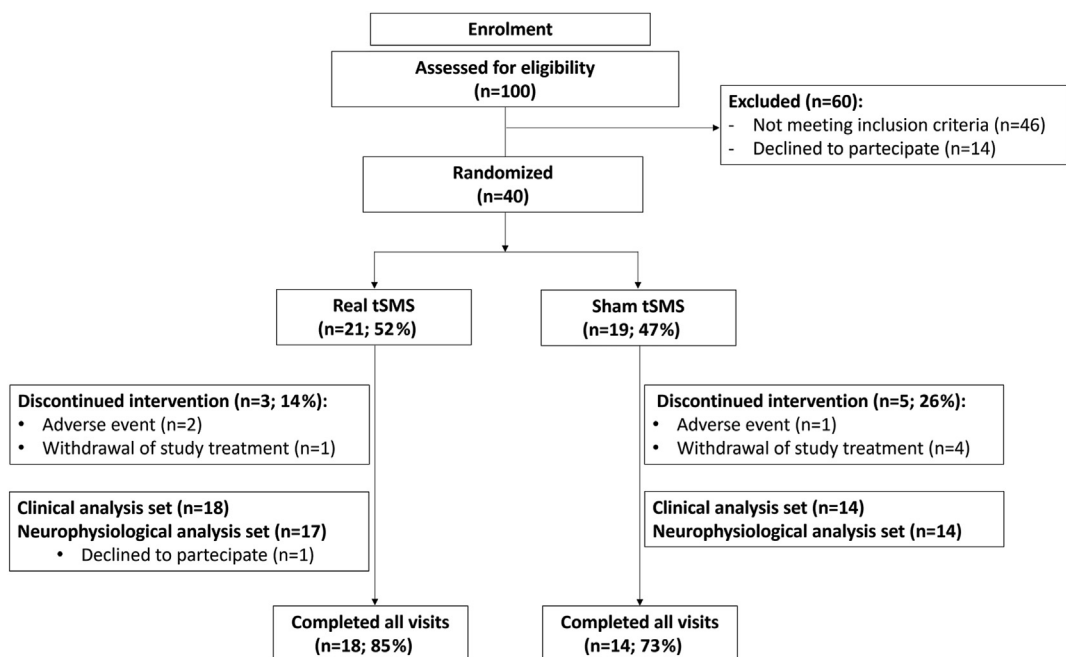 Enrolment
Assessed for eligibility
(n=100)
Excluded (n=60):
- Not meeting inclusion criteria (n=46)
- Declined to partecipate (n=14)
Randomized
(n=40)
Real tSMS
(n=21; 52%)
Sham tSMS
(n=19; 47%)
Discontinued intervention (n=3; 14%):
• Adverse event (n=2)
• Withdrawal of study treatment (n=1)
Discontinued intervention (n=5; 26%):
• Adverse event (n=1)
• Withdrawal of study treatment (n=4)
Clinical analysis set (n=18)
Neurophysiological analysis set (n=17)
• Declined to partecipate (n=1)
Clinical analysis set (n=14)
Neurophysiological analysis set (n=14)
Completed all visits
(n=18; 85%)
Completed all visits
(n=14; 73%)